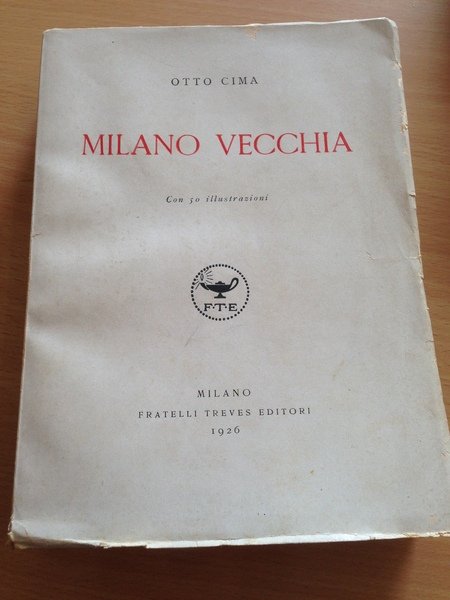 OTTO CIMA
MILANO VECCHIA
Con 50 illustrazioni
F·T·E
MILANO
FRATELLI TREVES EDITORI
1926